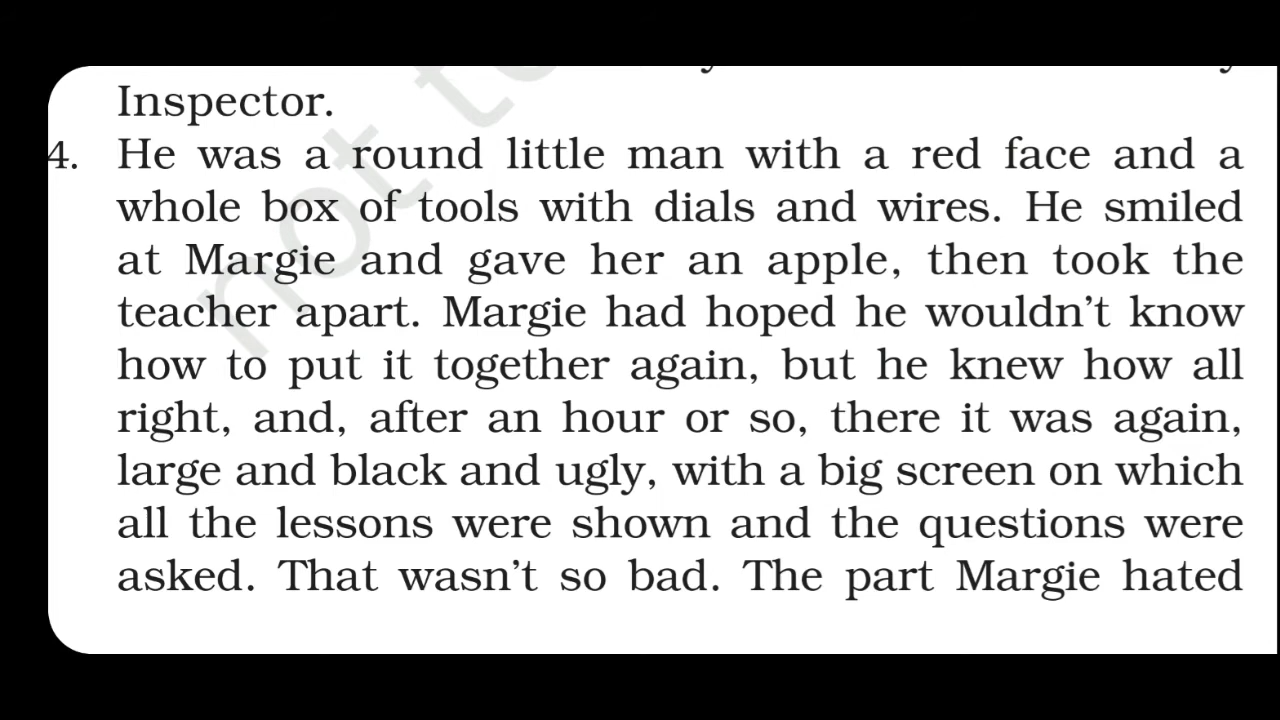 Inspector.
4. He was a round little man with a red face and a
whole box of tools with dials and wires. He smiled
at Margie and gave her an apple, then took the
teacher apart. Margie had hoped he wouldn't know
how to put it together again, but he knew how all
right, and, after an hour or so, there it was again,
large and black and ugly, with a big screen on which
all the lessons were shown and the questions were
asked. That wasn't so bad. The part Margie hated
not to